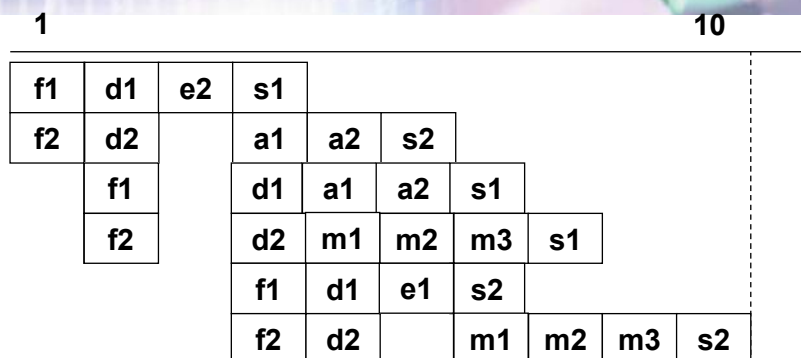 1 10
f1 d1 e2 s1
f2 d2 a1 a2 s2
f1 d1 a1 a2 s1
f2 d2 m1 m2 m3 s1
f1 d1 e1 s2
f2 d2 m1 m2 m3 s2